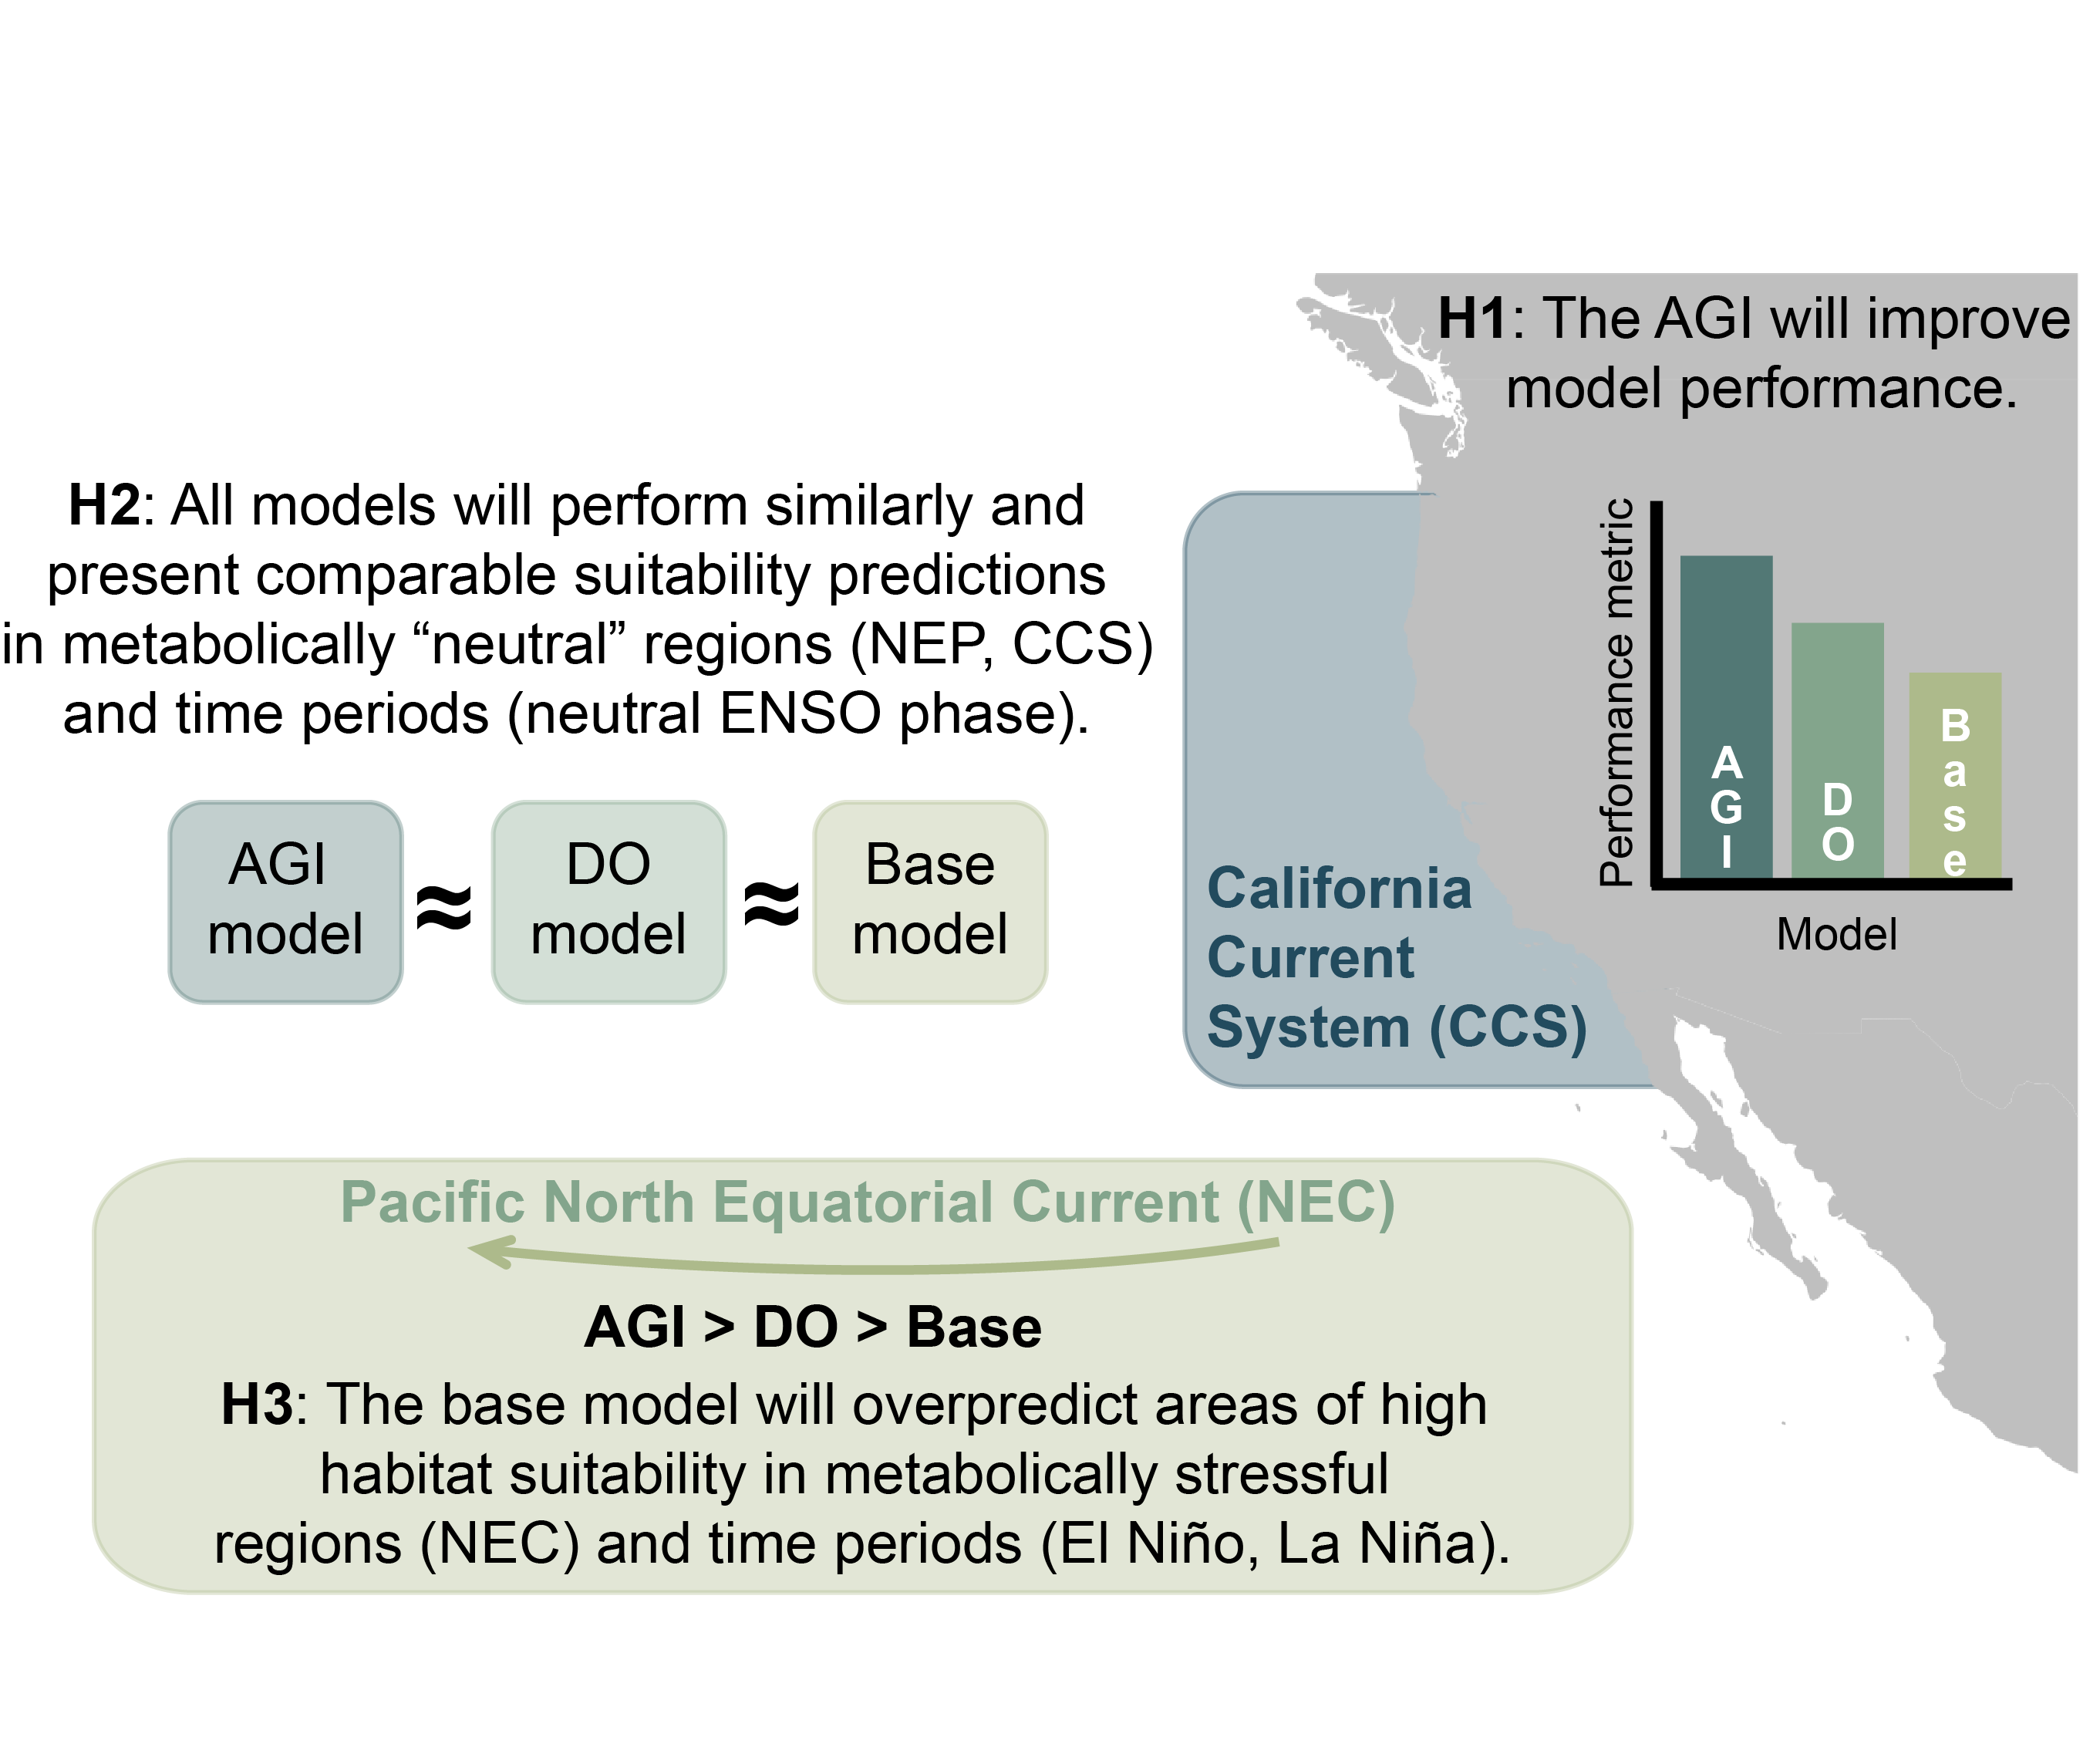 H1: The AGI will improve
model performance.
Performance metric
AGI
DO
Base
Model
H2: All models will perform similarly and
present comparable suitability predictions
in metabolically “neutral” regions (NEP, CCS)
and time periods (neutral ENSO phase).
AGI
model
≈
DO
model
≈
Base
model
California
Current
System (CCS)
Pacific North Equatorial Current (NEC)
AGI > DO > Base
H3: The base model will overpredict areas of high
habitat suitability in metabolically stressful
regions (NEC) and time periods (El Niño, La Niña).